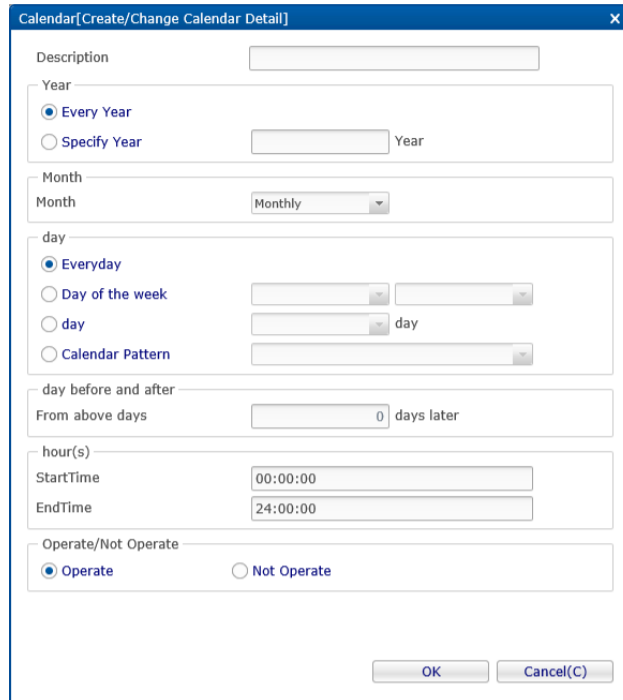 Calendar[Create/Change Calendar Detail] x
Description
Year
Every Year
Specify Year Year
Month
Month Monthly
day
Everyday
Day of the week
day day
Calendar Pattern
day before and after
From above days 0 days later
hour(s)
StartTime 00:00:00
EndTime 24:00:00
Operate/Not Operate
Operate Not Operate
OK Cancel(C)